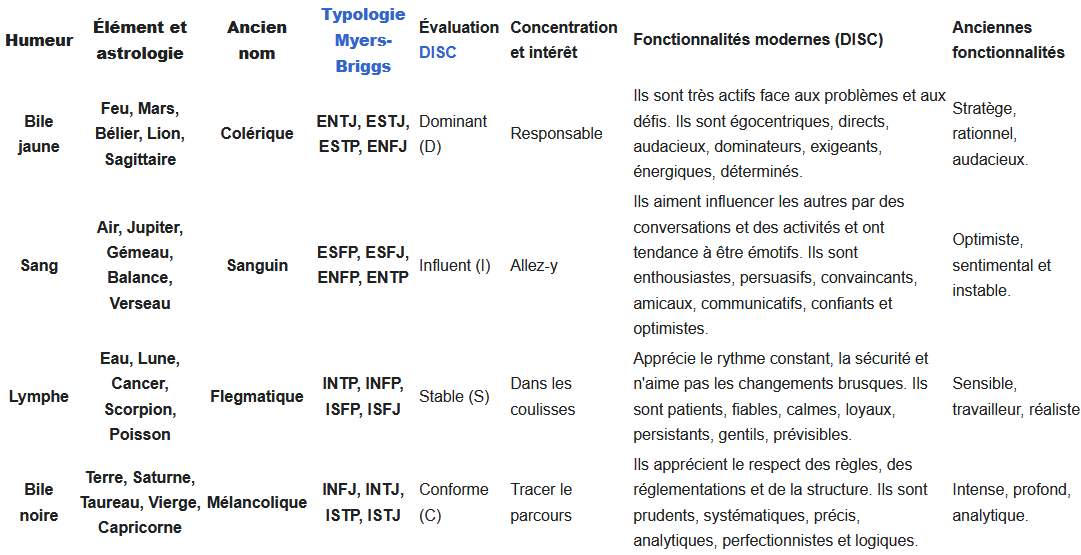 Humeur
Élément et
astrologie
Ancien
nom
Typologie
Myers-
Briggs
Évaluation
DISC
Concentration
et intérêt
Fonctionnalités modernes (DISC)
Anciennes
fonctionnalités
Bile
jaune
Feu, Mars,
Bélier, Lion,
Sagittaire
Colérique
ENTJ, ESTJ,
ESTP, ENFJ
Dominant
(D)
Responsable
Ils sont très actifs face aux problèmes et aux
défis. Ils sont égocentriques, directs,
audacieux, dominateurs, exigeants,
énergiques, déterminés.
Stratège,
rationnel,
audacieux.
Sang
Air, Jupiter,
Gémeau,
Balance,
Verseau
Sanguin
ESFP, ESFJ,
ENFP, ENTP
Influent (I)
Allez-y
Ils aiment influencer les autres par des
conversations et des activités et ont
tendance à être émotifs. Ils sont
enthousiastes, persuasifs, convaincants,
amicaux, communicatifs, confiants et
optimistes.
Optimiste,
sentimental et
instable.
Lymphe
Eau, Lune,
Cancer,
Scorpion,
Poisson
Flegmatique
INTP, INFP,
ISFP, ISFJ
Stable (S)
Dans les
coulisses
Apprécie le rythme constant, la sécurité et
n'aime pas les changements brusques. Ils
sont patients, fiables, calmes, loyaux,
persistants, gentils, prévisibles.
Sensible,
travailleur, réaliste
Bile
noire
Terre, Saturne,
Taureau, Vierge,
Capricorne
Mélancolique
INFJ, INTJ,
ISTP, ISTJ
Conforme
(C)
Tracer le
parcours
Ils apprécient le respect des règles, des
réglementations et de la structure. Ils sont
prudents, systématiques, précis,
analytiques, perfectionnistes et logiques.
Intense, profond,
analytique.